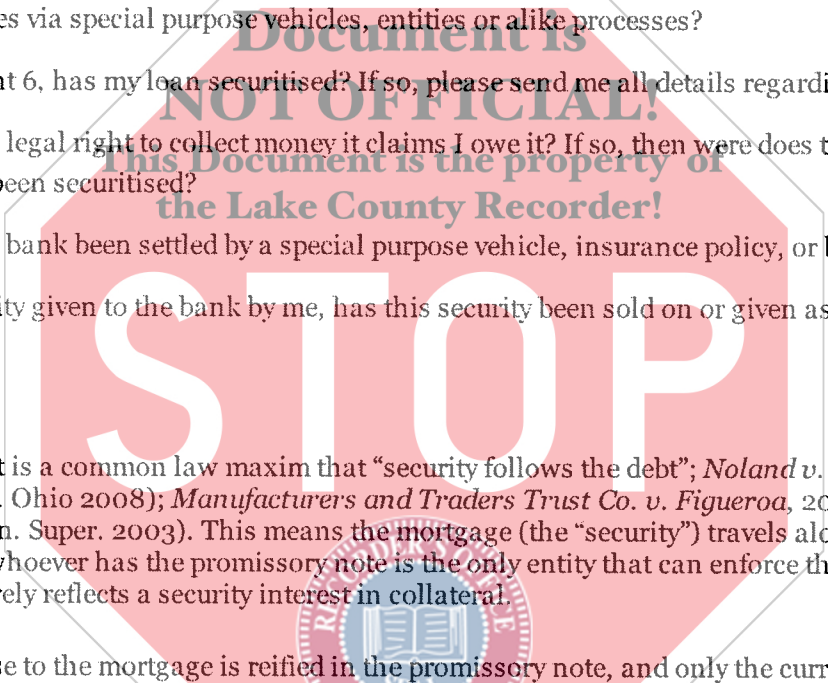 es via special purpose vehicles, entities or alike processes?
Document is
t 6, has my loan securitised? If so, please send me all details regardi
NOT OFFICIAL!
legal right to collect money it claims I owe it? If so, then were does t
This Document is the property of
een securitised?
the Lake County Recorder!
bank been settled by a special purpose vehicle, insurance policy, or
ity given to the bank by me, has this security been sold on or given as
STOP
t is a common law maxim that “security follows the debt”; Noland v.
. Ohio 2008); Manufacturers and Traders Trust Co. v. Figueroa, 20
n. Super. 2003). This means the mortgage (the “security”) travels alo
whoever has the promissory note is the only entity that can enforce th
ely reflects a security interest in collateral.
RECORDER'S OFFICE
se to the mortgage is reified in the promissory note, and only the curr